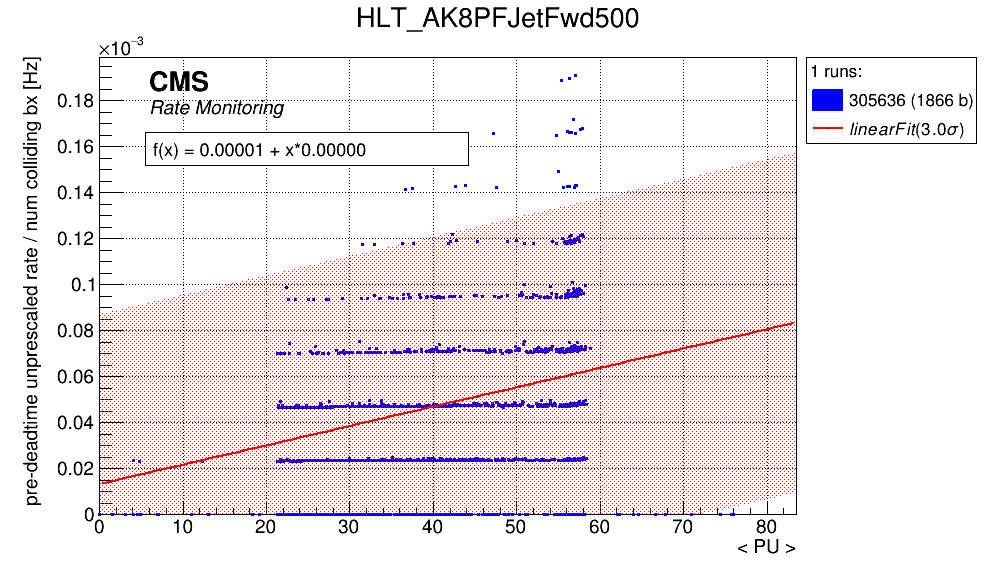 HLT_AK8PFJetFwd500
×10⁻³
CMS
Rate Monitoring
f(x) = 0.00001 + x*0.00000
pre-deadtime unprescaled rate / num colliding bx [Hz]
0.18
0.16
0.14
0.12
0.1
0.08
0.06
0.04
0.02
0
0 10 20 30 40 50 60 70 80
< PU >
1 runs:
305636 (1866 b)
linearFit(3.0σ)